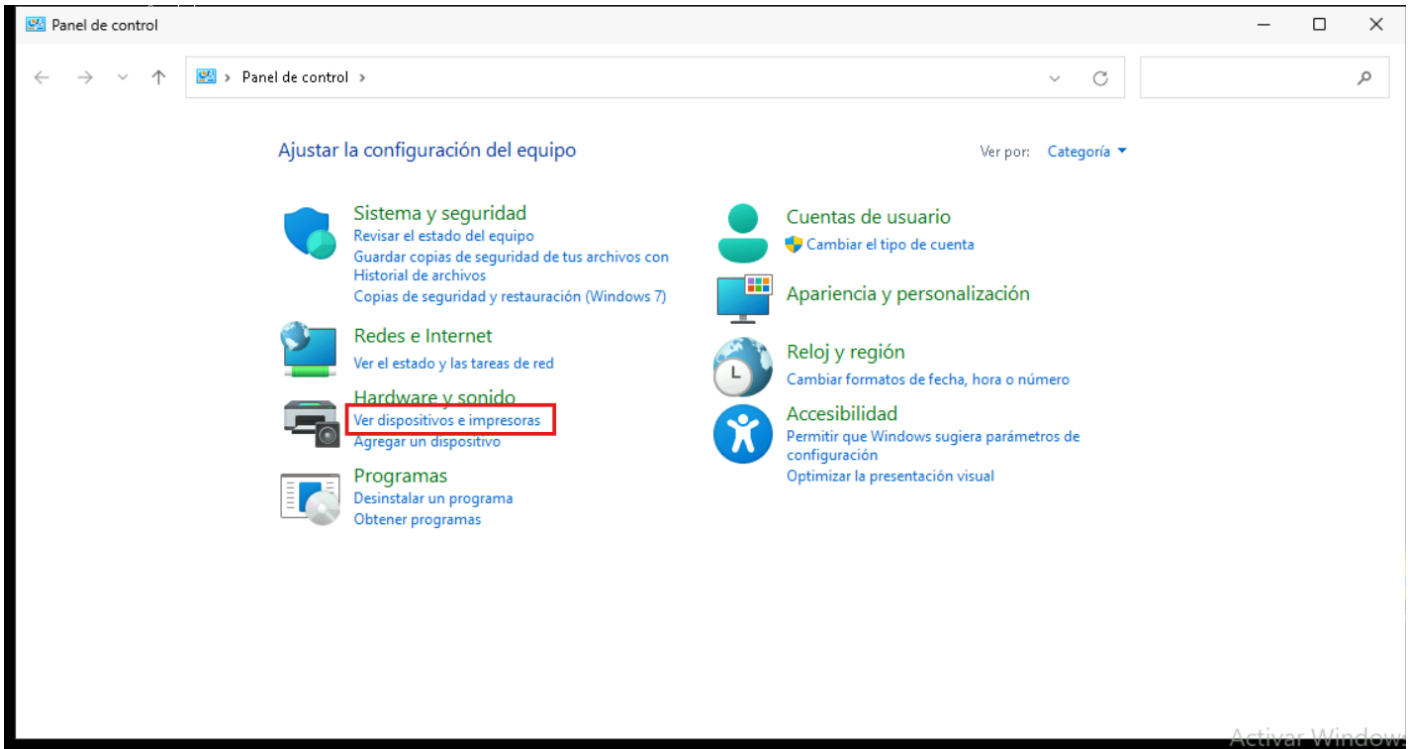 Panel de control
Panel de control
Ajustar la configuración del equipo
Ver por: Categoría
Sistema y seguridad
Revisar el estado del equipo
Guardar copias de seguridad de tus archivos con
Historial de archivos
Copias de seguridad y restauración (Windows 7)
Redes e Internet
Ver el estado y las tareas de red
Hardware y sonido
Ver dispositivos e impresoras
Agregar un dispositivo
Programas
Desinstalar un programa
Obtener programas
Cuentas de usuario
Cambiar el tipo de cuenta
Apariencia y personalización
Reloj y región
Cambiar formatos de fecha, hora o número
Accesibilidad
Permitir que Windows sugiera parámetros de
configuración
Optimizar la presentación visual
Activar Windows